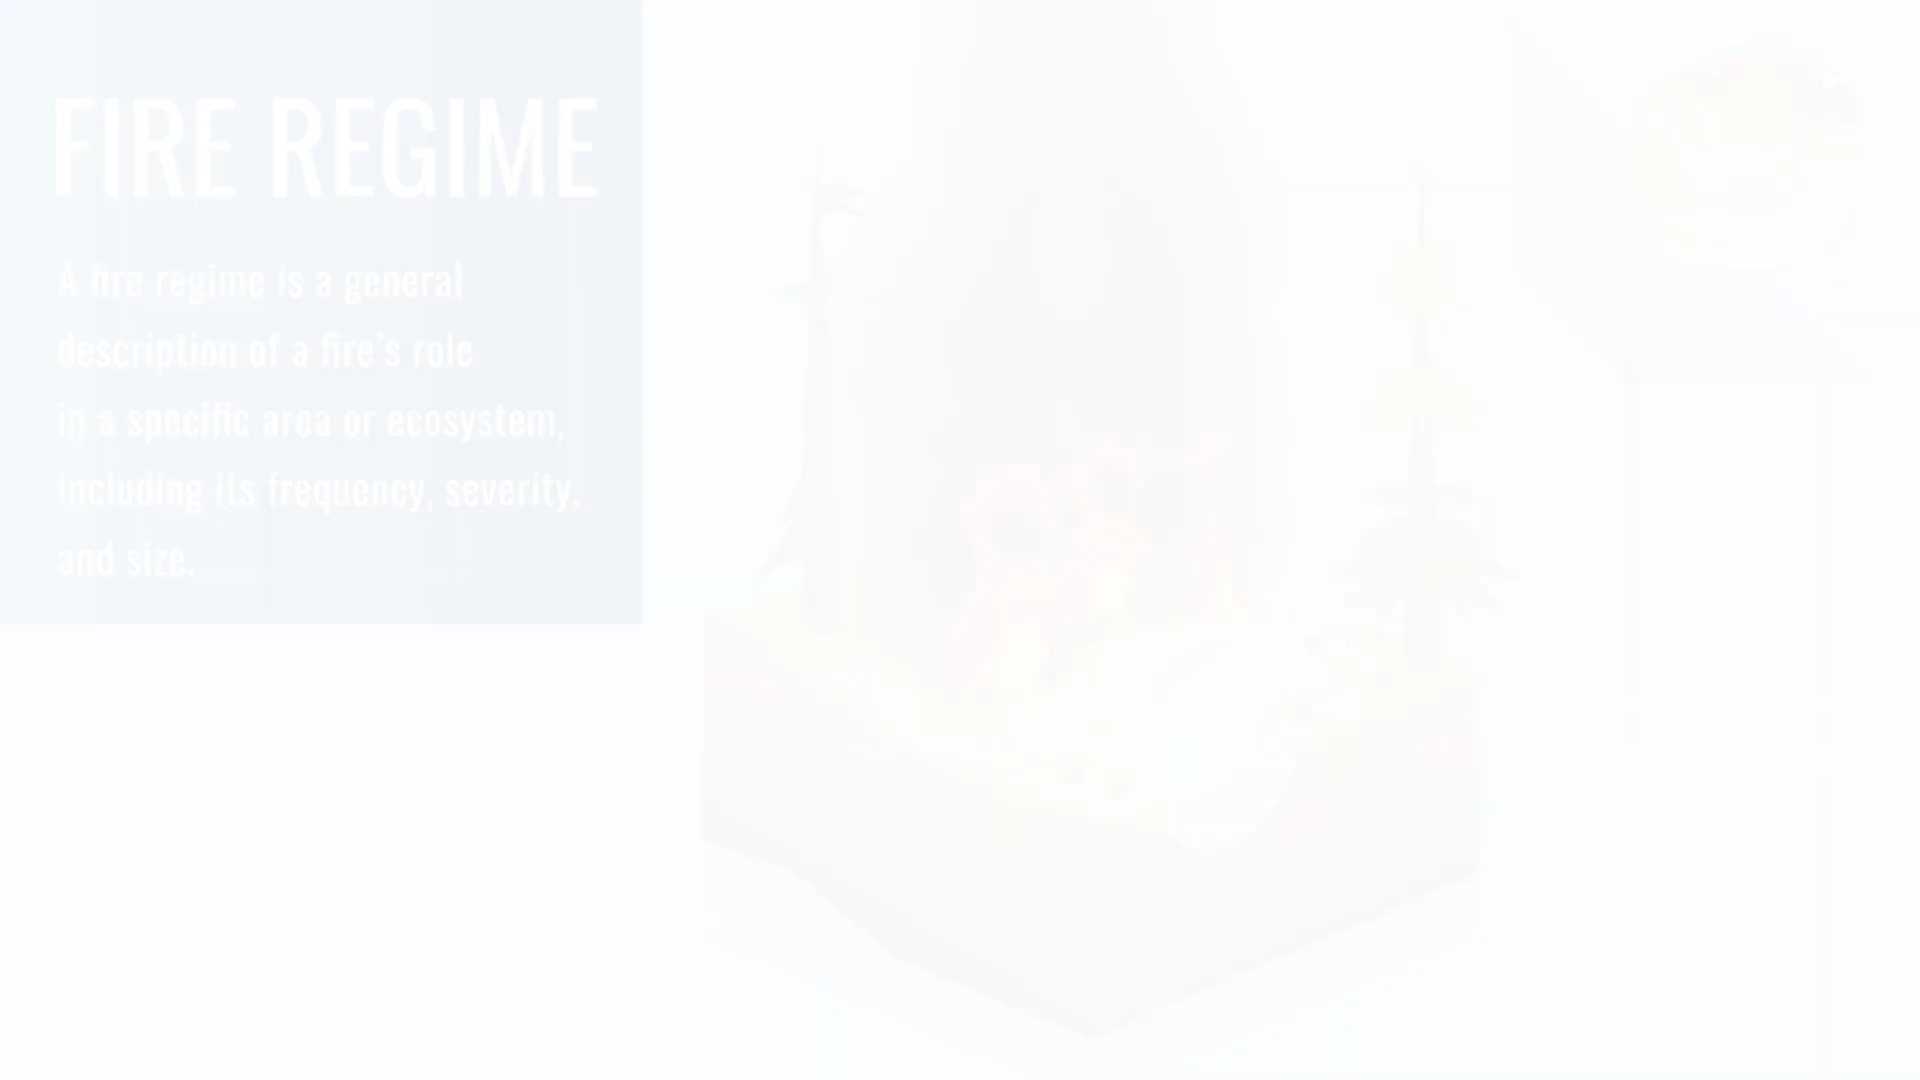 FIRE REGIME
A fire regime is a general
description of a fire's role
in a specific area or ecosystem,
including its frequency, severity,
and size.